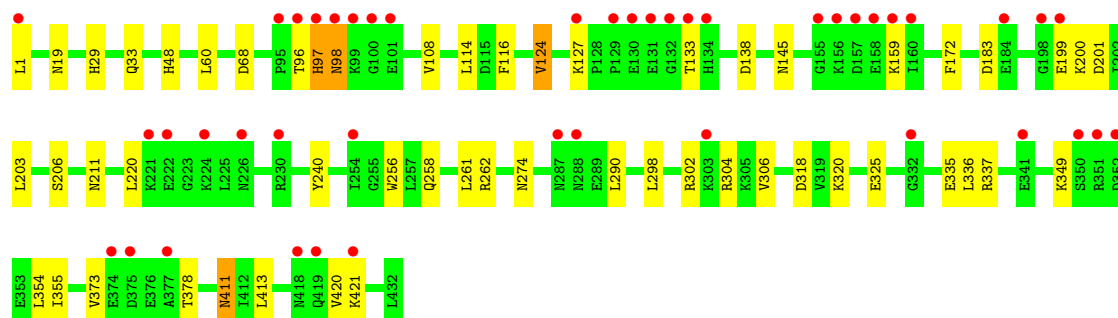 L1 N19 H29 Q33 H48 L60 D68 P95 T96 H97 N98 K99 G100 E101 V108 L114 D115 F116 V124 K127 P128 P129 E130 E131 G132 T133 H134 D138 N145 G155 K156 D157 E158 K159 I160 F172 D183 E184 G198 E199 K200 D201 I202
L203 S206 N211 L220 K221 E222 G223 K224 L225 N226 R230 Y240 I254 G255 W256 L257 Q258 L261 R262 N274 N287 N288 E289 L290 L298 R302 K303 R304 K305 V306 D318 V319 K320 E325 G332 E335 L336 R337 E341 K349 S350 R351
E353 L354 I355 V373 E374 D375 E376 A377 T378 N411 I412 L413 N418 Q419 V420 K421 L432